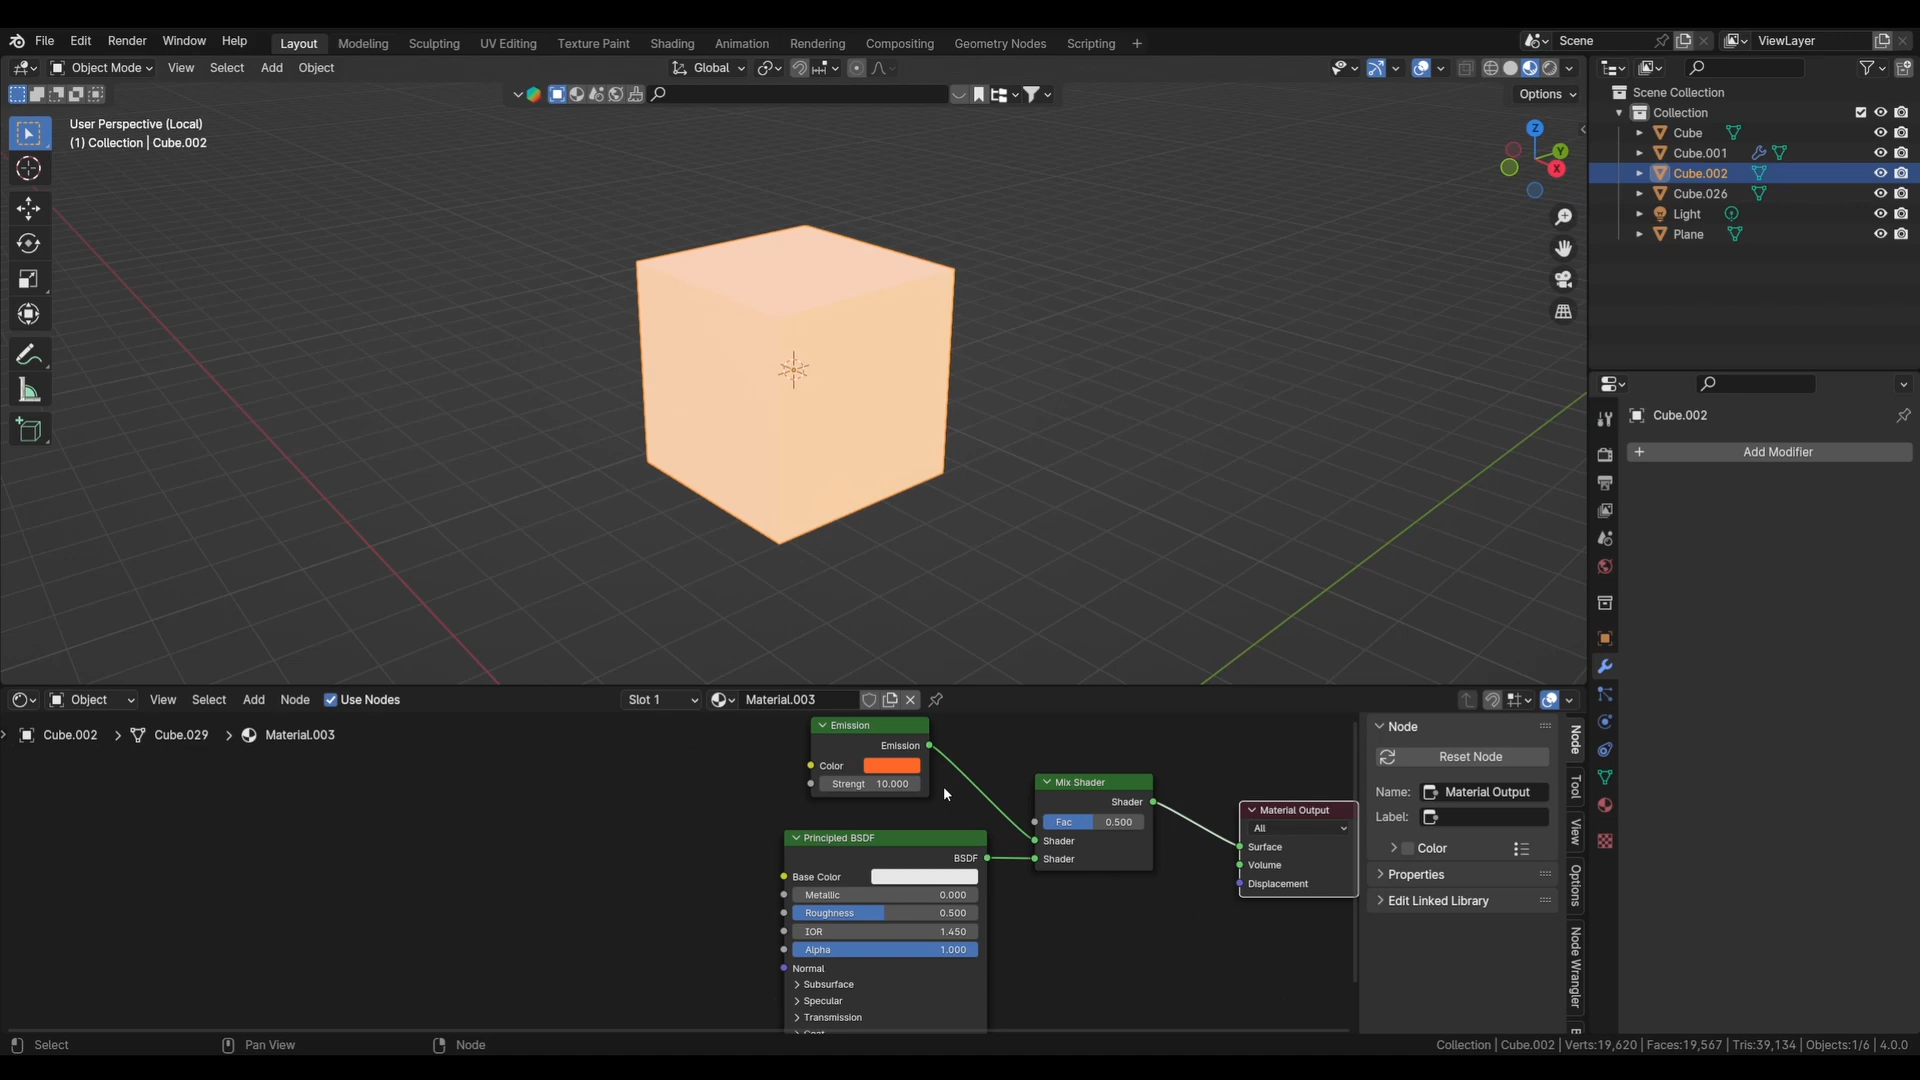 File Edit Render Window Help Layout Modeling Sculpting UV Editing Texture Paint Shading Animation Rendering Compositing Geometry Nodes Scripting + Scene ViewLayer
Object Mode View Select Add Object Global
Options
User Perspective (Local)
(1) Collection | Cube.002
Z
Y
X
Scene Collection
Collection
Cube
Cube.001
Cube.002
Cube.026
Light
Plane
Cube.002
+ Add Modifier
Object View Select Add Node Use Nodes Slot 1 Material.003
Cube.002 > Cube.029 > Material.003
Emission
Emission
Color
Strengt 10.000
Principled BSDF
BSDF
Base Color
Metallic 0.000
Roughness 0.500
IOR 1.450
Alpha 1.000
Normal
Subsurface
Specular
Transmission
Mix Shader
Shader
Fac 0.500
Shader
Shader
Material Output
All
Surface
Volume
Displacement
Node
Reset Node
Name: Material Output
Label:
Color
Properties
Edit Linked Library
Node
Tool
View
Options
Node Wrangler
Select Pan View Node Collection | Cube.002 | Verts:19,620 | Faces:19,567 | Tris:39,134 | Objects:1/6 | 4.0.0